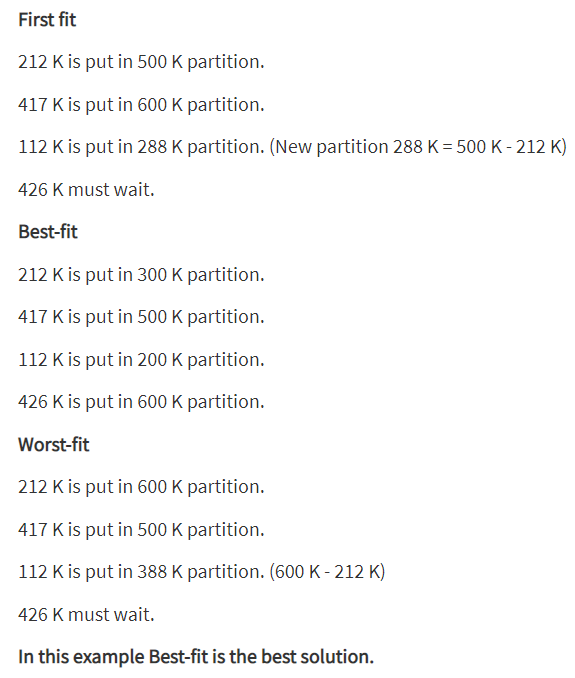 First fit
212 K is put in 500 K partition.
417 K is put in 600 K partition.
112 K is put in 288 K partition. (New partition 288 K = 500 K - 212 K)
426 K must wait.
Best-fit
212 K is put in 300 K partition.
417 K is put in 500 K partition.
112 K is put in 200 K partition.
426 K is put in 600 K partition.
Worst-fit
212 K is put in 600 K partition.
417 K is put in 500 K partition.
112 K is put in 388 K partition. (600 K - 212 K)
426 K must wait.
In this example Best-fit is the best solution.